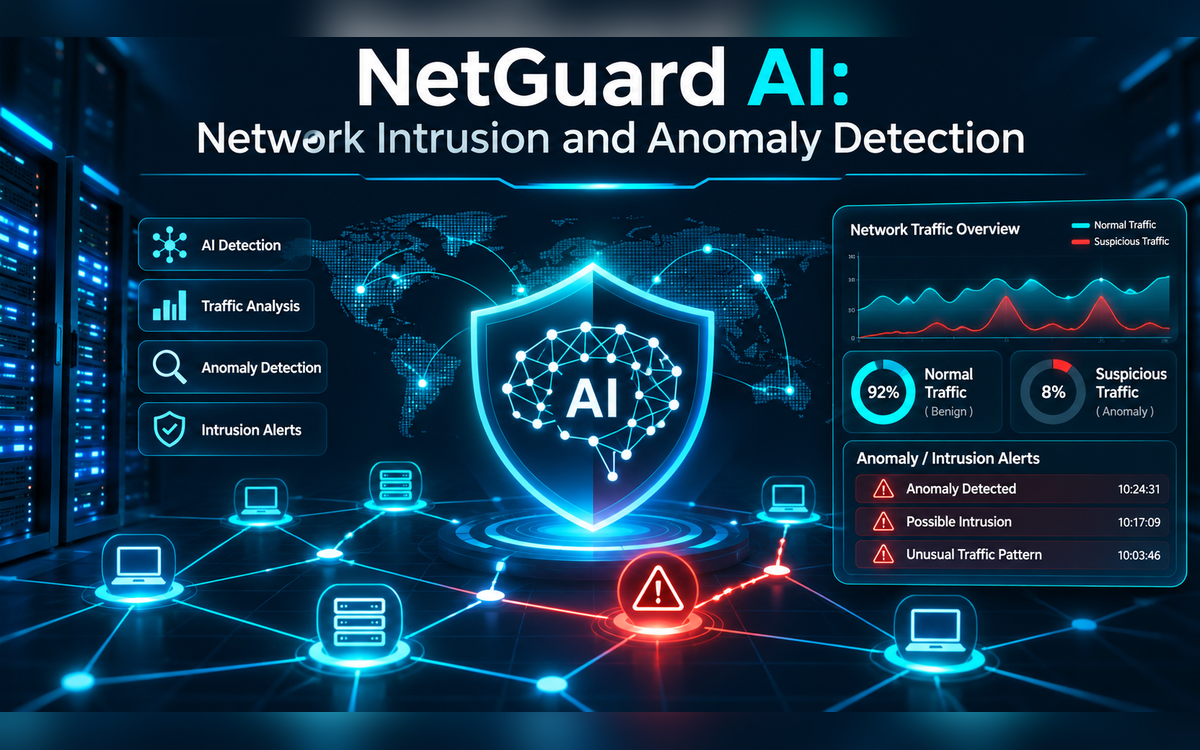 NetGuard AI:
Network Intrusion and Anomaly Detection
AI Detection
Traffic Analysis
Anomaly Detection
Intrusion Alerts
AI
Network Traffic Overview
Normal Traffic
Suspicious Traffic
92%
Normal
Traffic
( Benign )
8%
Suspicious
Traffic
( Anomaly )
Anomaly / Intrusion Alerts
Anomaly Detected 10:24:31
Possible Intrusion 10:17:09
Unusual Traffic Pattern 10:03:46